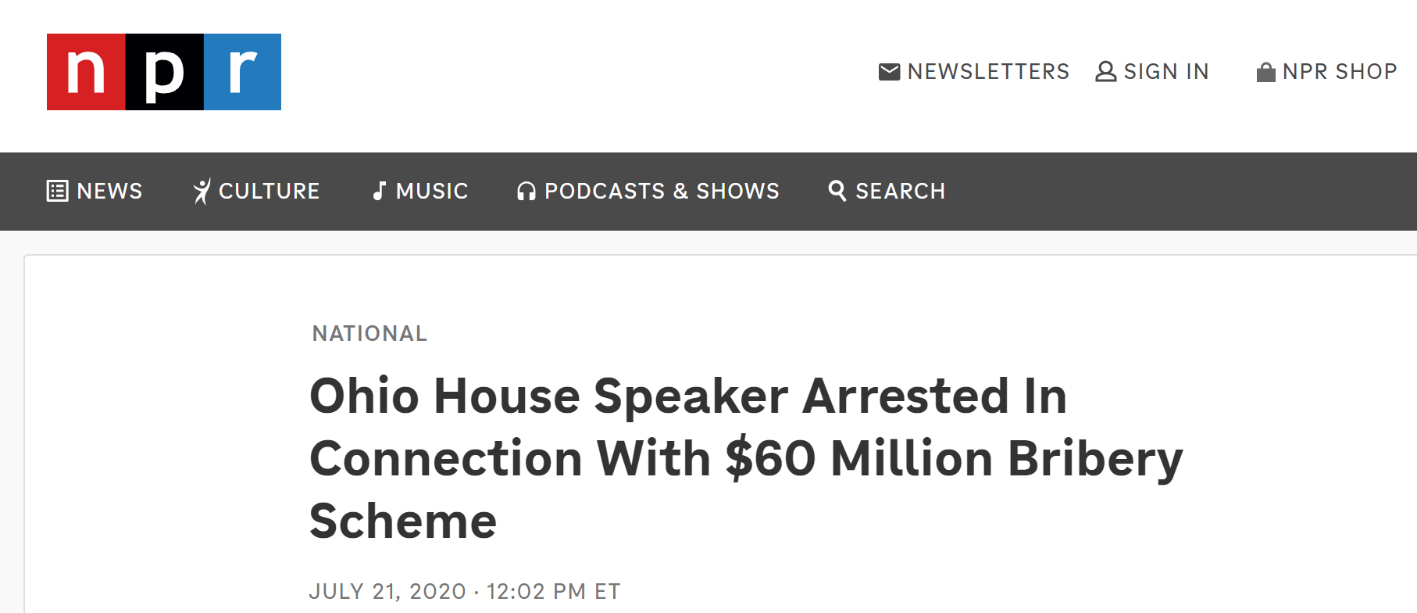 npr
NEWSLETTERS SIGN IN NPR SHOP
NEWS CULTURE MUSIC PODCASTS & SHOWS SEARCH
NATIONAL
Ohio House Speaker Arrested In
Connection With $60 Million Bribery
Scheme
JULY 21, 2020 · 12:02 PM ET